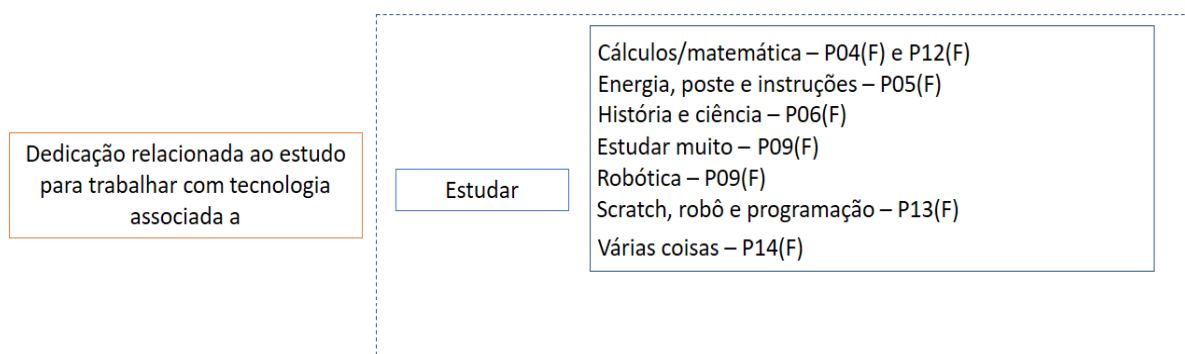 Dedicação relacionada ao estudo
para trabalhar com tecnologia
associada a
Estudar
Cálculos/matemática – P04(F) e P12(F)
Energia, poste e instruções – P05(F)
História e ciência – P06(F)
Estudar muito – P09(F)
Robótica – P09(F)
Scratch, robô e programação – P13(F)
Várias coisas – P14(F)